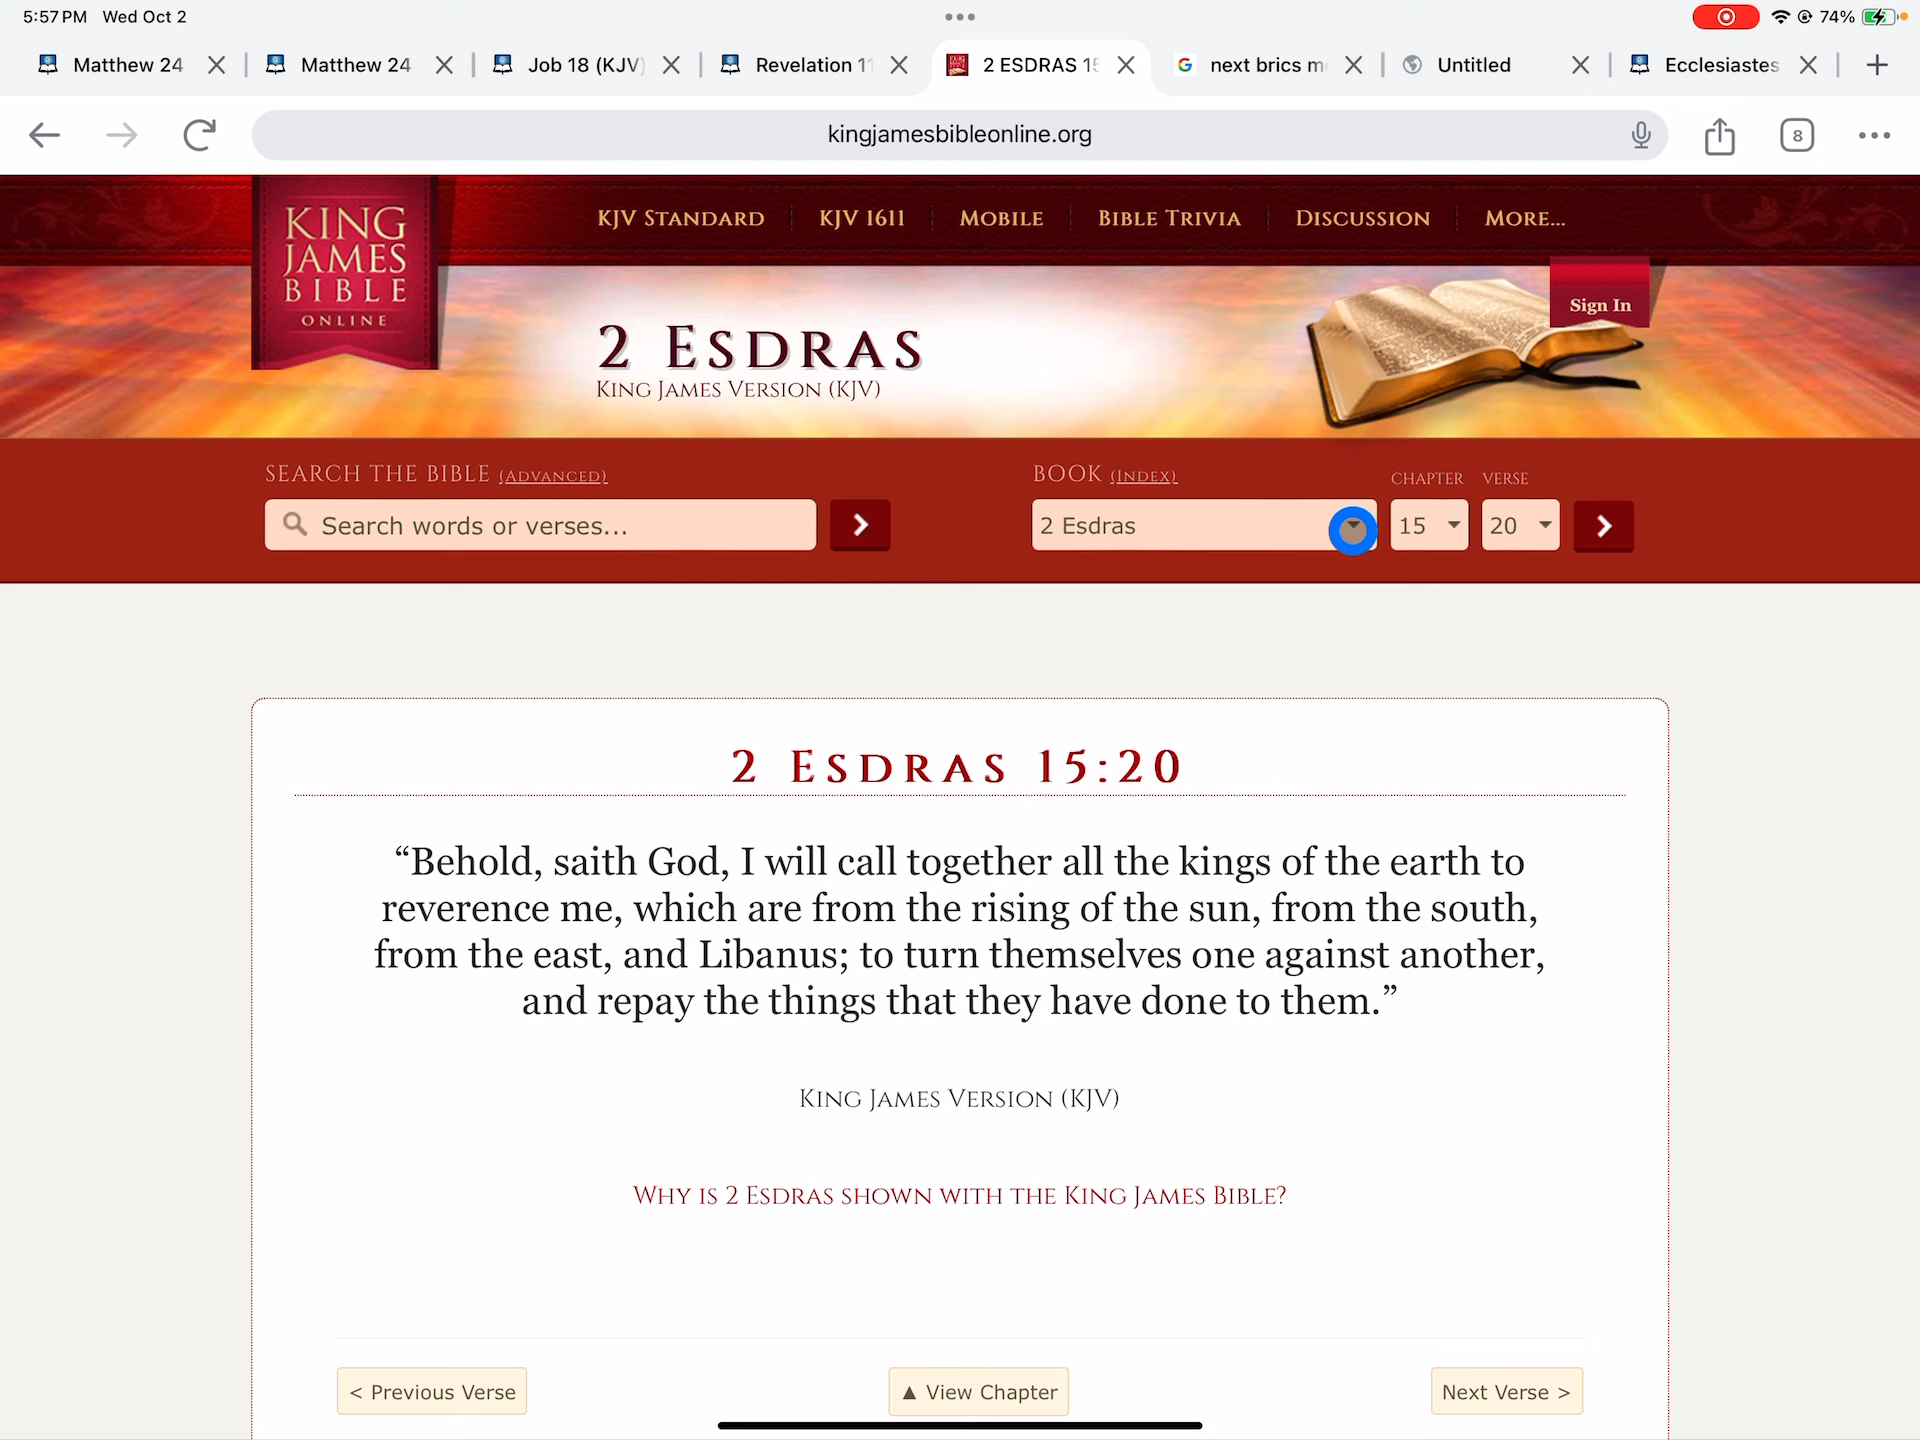 5:57 PM Wed Oct 2
74%
Matthew 24
Matthew 24
Job 18 (KJV)
Revelation 11
2 ESDRAS 15
next brics m
Untitled
Ecclesiastes
kingjamesbibleonline.org
8
KING
JAMES
BIBLE
ONLINE
KJV STANDARD
KJV 1611
MOBILE
BIBLE TRIVIA
DISCUSSION
MORE...
Sign In
2 ESDRAS
KING JAMES VERSION (KJV)
SEARCH THE BIBLE (ADVANCED)
BOOK (INDEX)
CHAPTER
VERSE
Search words or verses...
2 Esdras
15
20
2 ESDRAS 15:20
“Behold, saith God, I will call together all the kings of the earth to
reverence me, which are from the rising of the sun, from the south,
from the east, and Libanus; to turn themselves one against another,
and repay the things that they have done to them.”
KING JAMES VERSION (KJV)
WHY IS 2 ESDRAS SHOWN WITH THE KING JAMES BIBLE?
< Previous Verse
▲ View Chapter
Next Verse >